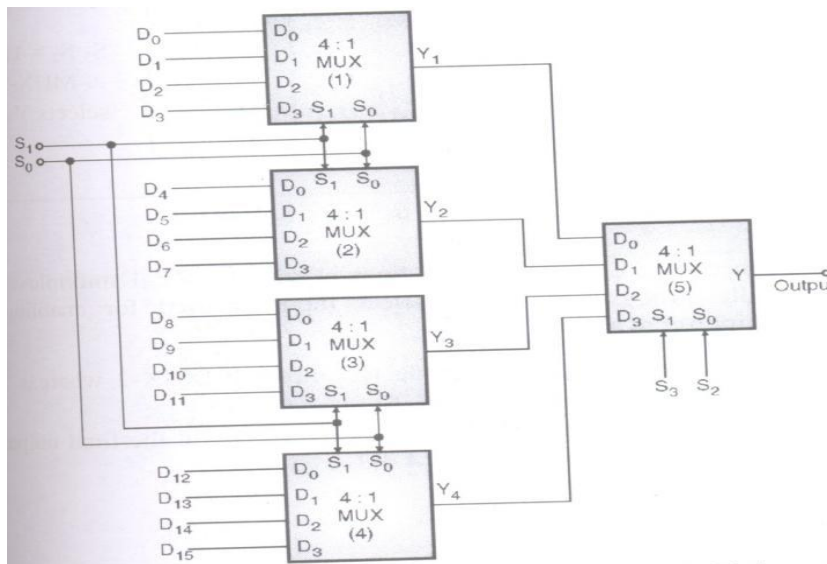 D0 D0
D1 D1 4 : 1 Y1
D2 D2 MUX
(1)
D3 D3 S1 S0
S1
S0
D4 D0 S1 S0
D5 D1 4 : 1 Y2
D6 D2 MUX
(2)
D7 D3
D0
D1 4 : 1
D2 MUX Y
(5)
D3 S1 S0
Output
S3 S2
D8 D0
D9 D1 4 : 1 Y3
D10 D2 MUX
(3)
D11 D3 S1 S0
D12 D0 S1 S0
D13 D1 4 : 1 Y4
D14 D2 MUX
(4)
D15 D3